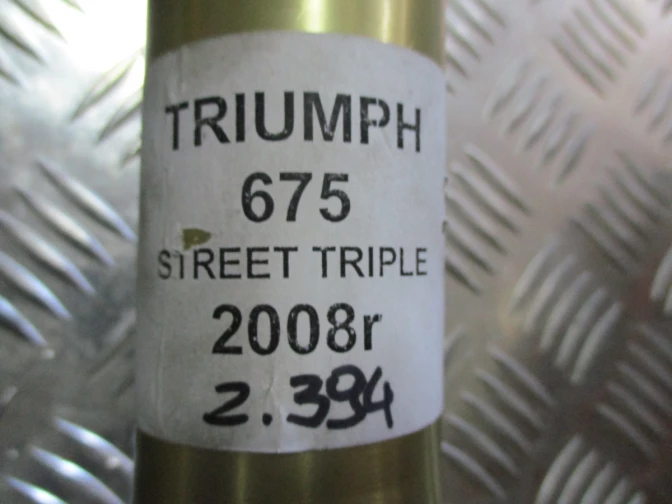 TRIUMPH
675
STREET TRIPLE
2008r
2.394